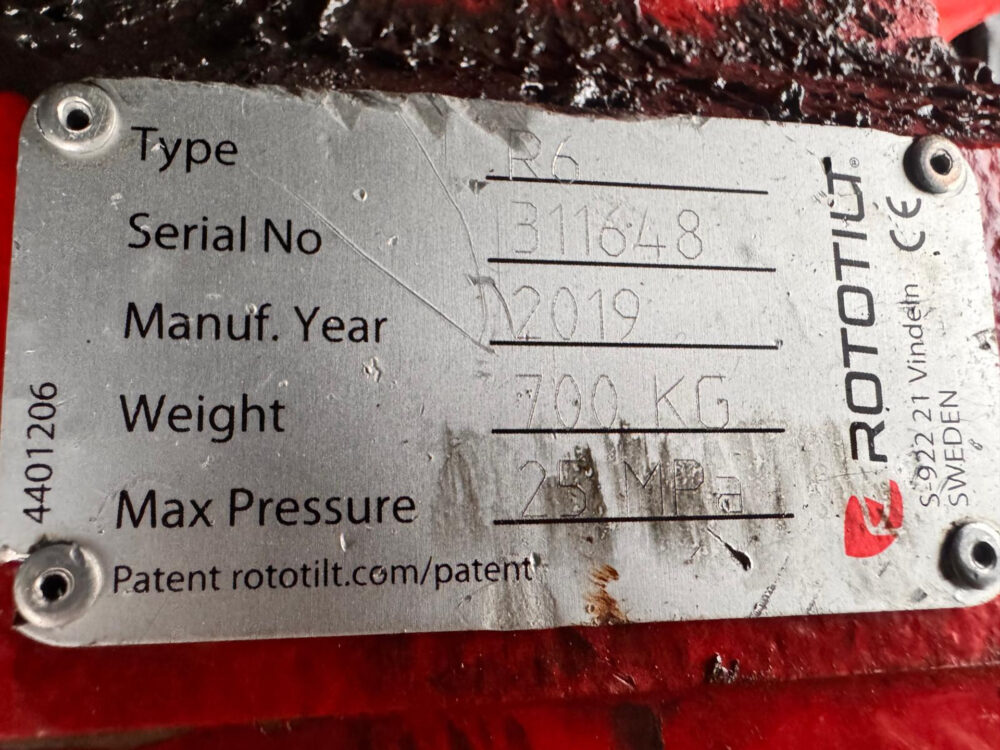 Type R6
Serial No 311648
Manuf. Year 2019
Weight 700 KG
Max Pressure 25 MPa
Patent rototilt.com/patent
4401206
ROTOTILT®
S-922 21 Vindeln CE
SWEDEN